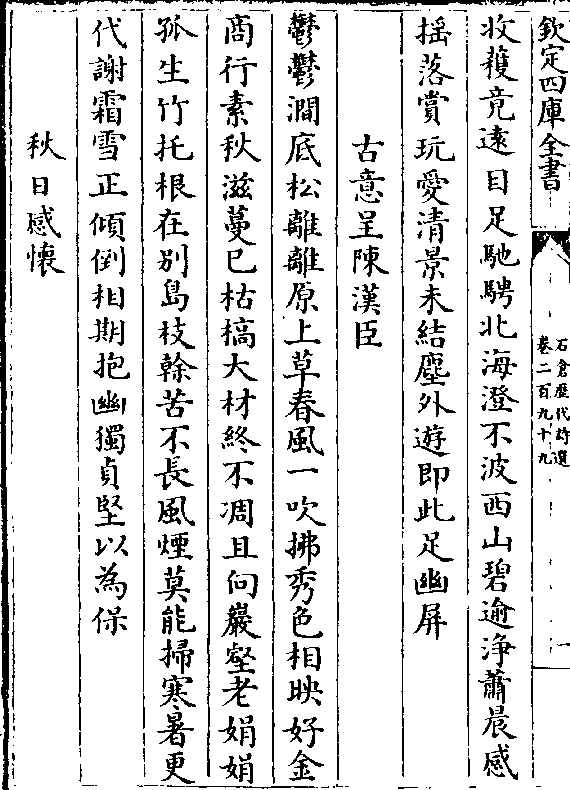 欽定四庫全書
石倉歷代詩選
卷二百九十九
一
收穫竟遠目足馳騁北海澄不波西山碧逾淨蕭晨感
揺落賞玩愛清景未結塵外遊即此足幽屏
古意呈陳漢臣
鬱鬱澗底松離離原上草春風一吹拂秀色相映好金
商行素秋滋蔓已枯槁大材終不凋且向巖壑老娟娟
孤生竹托根在別島枝榦苦不長風煙莫能掃寒暑更
代謝霜雪正傾倒相期抱幽獨貞堅以為保
秋日感懷